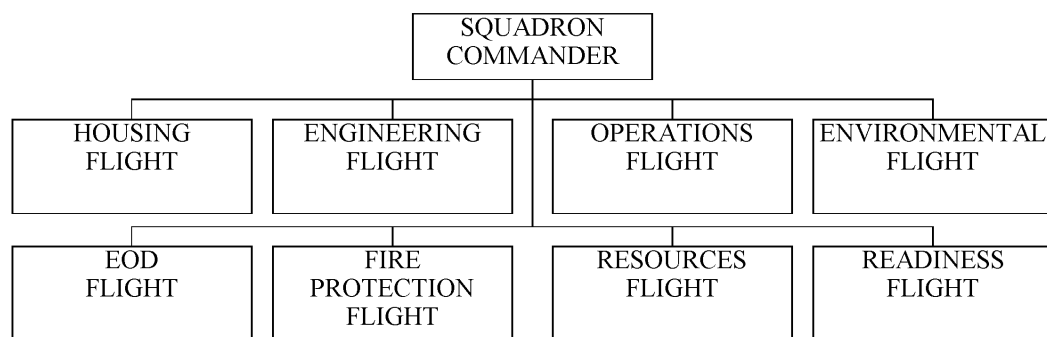 SQUADRON
COMMANDER
HOUSING
FLIGHT
ENGINEERING
FLIGHT
OPERATIONS
FLIGHT
ENVIRONMENTAL
FLIGHT
EOD
FLIGHT
FIRE
PROTECTION
FLIGHT
RESOURCES
FLIGHT
READINESS
FLIGHT